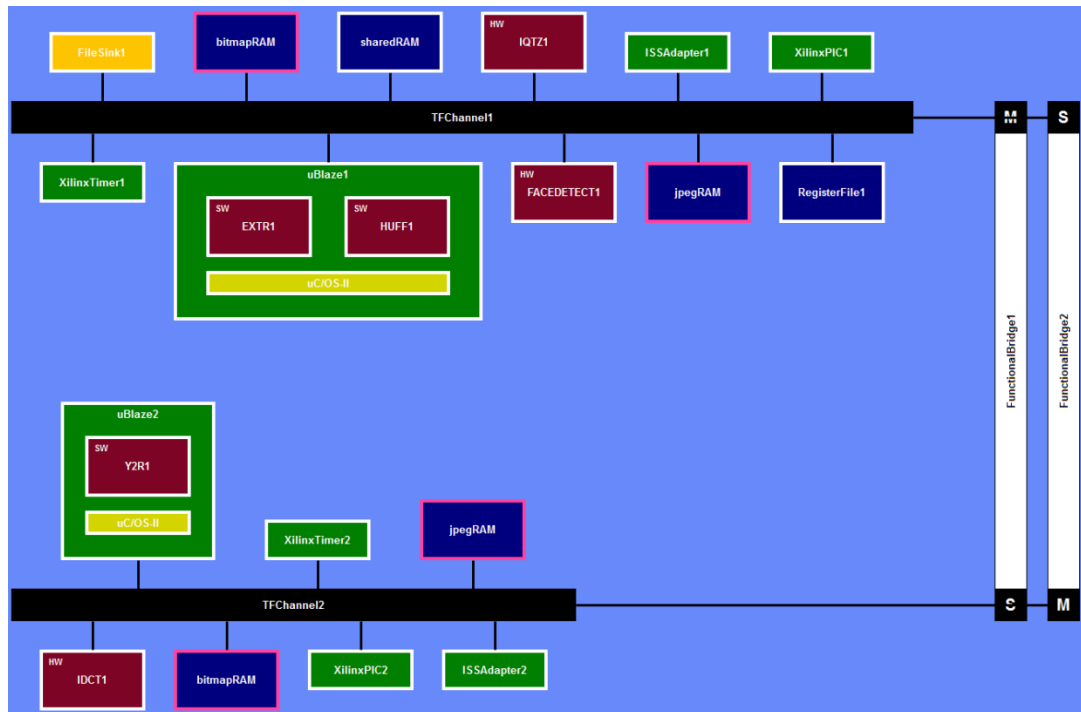 FileSink1
bitmapRAM
sharedRAM
HW
IQTZ1
ISSAdapter1
XilinxPIC1
TFChannel1
M
S
XilinxTimer1
uBlaze1
SW
EXTR1
SW
HUFF1
uC/OS-II
HW
FACEDETECT1
jpegRAM
RegisterFile1
FunctionalBridge1
FunctionalBridge2
uBlaze2
SW
Y2R1
uC/OS-II
XilinxTimer2
jpegRAM
TFChannel2
S
M
HW
IDCT1
bitmapRAM
XilinxPIC2
ISSAdapter2